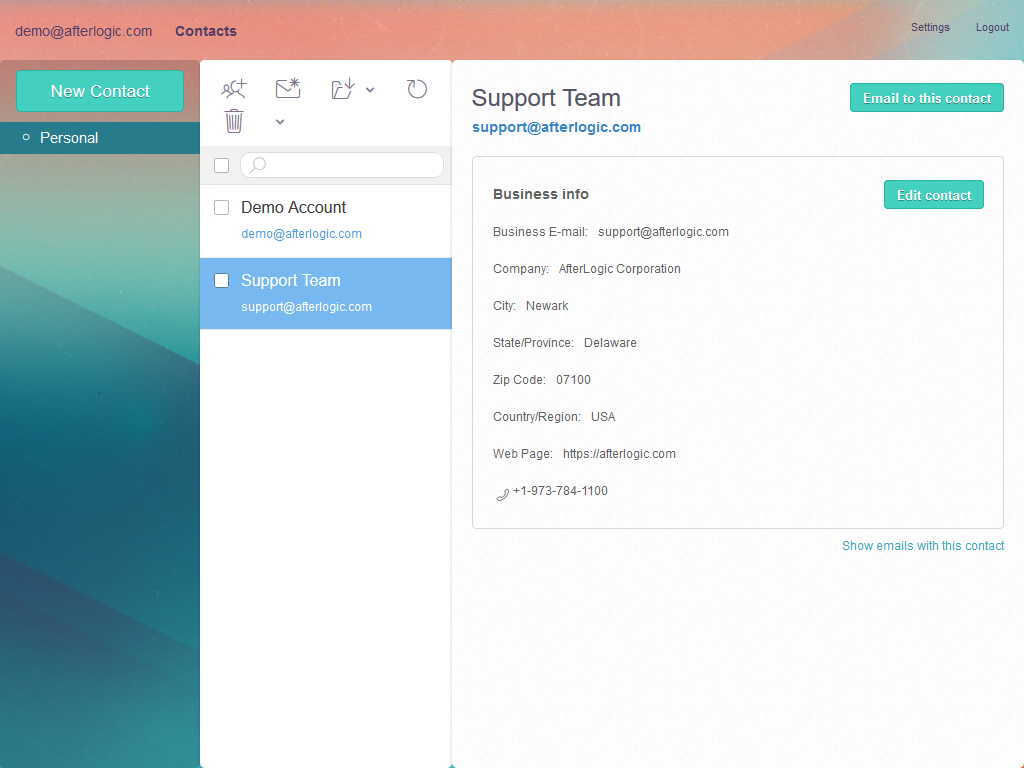 demo@afterlogic.com Contacts Settings Logout
New Contact
Personal
Demo Account
demo@afterlogic.com
Support Team
support@afterlogic.com
Support Team
Email to this contact
support@afterlogic.com
Business info
Edit contact
Business E-mail: support@afterlogic.com
Company: AfterLogic Corporation
City: Newark
State/Province: Delaware
Zip Code: 07100
Country/Region: USA
Web Page: https://afterlogic.com
+1-973-784-1100
Show emails with this contact